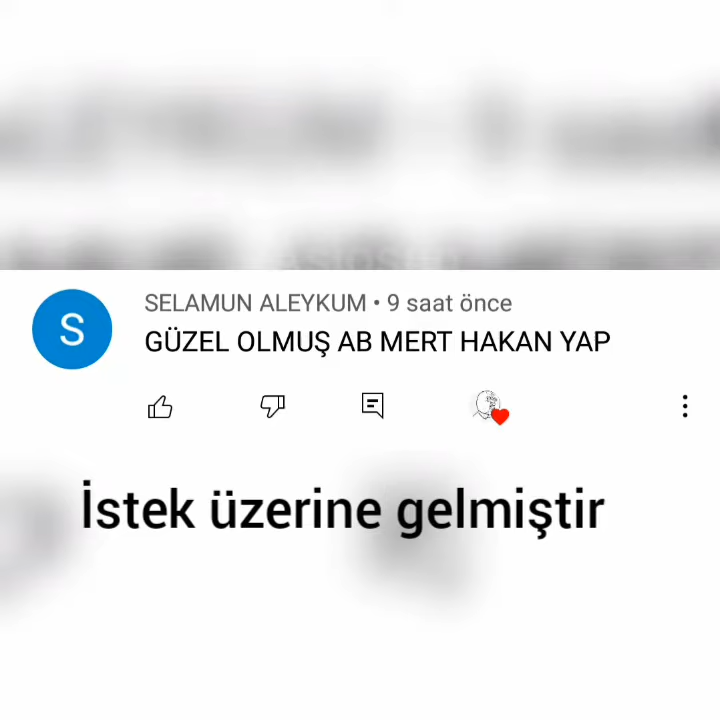 S
SELAMUN ALEYKUM • 9 saat önce
GÜZEL OLMUŞ AB MERT HAKAN YAP
İstek üzerine gelmiştir